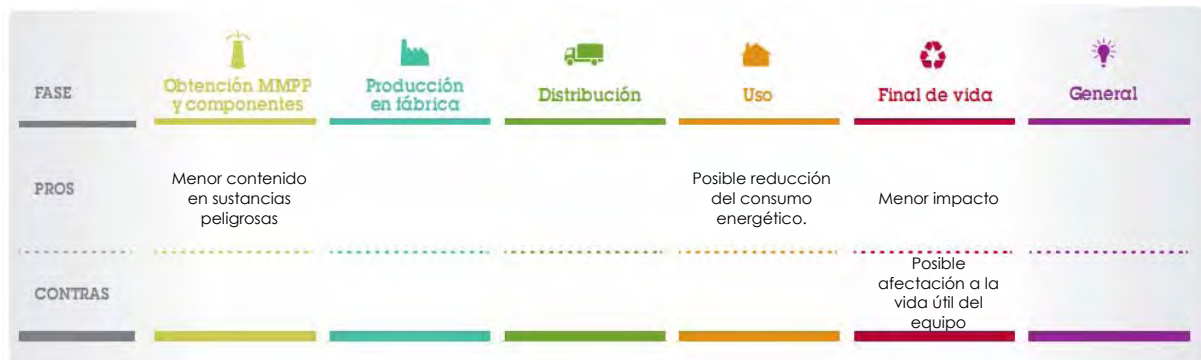 FASE
Obtención MMPP
y componentes
Producción
en fábrica
Distribución
Uso
Final de vida
General
PROS
Menor contenido
en sustancias
peligrosas
Posible reducción
del consumo
energético.
Menor impacto
CONTRAS
Posible
afectación a la
vida útil del
equipo